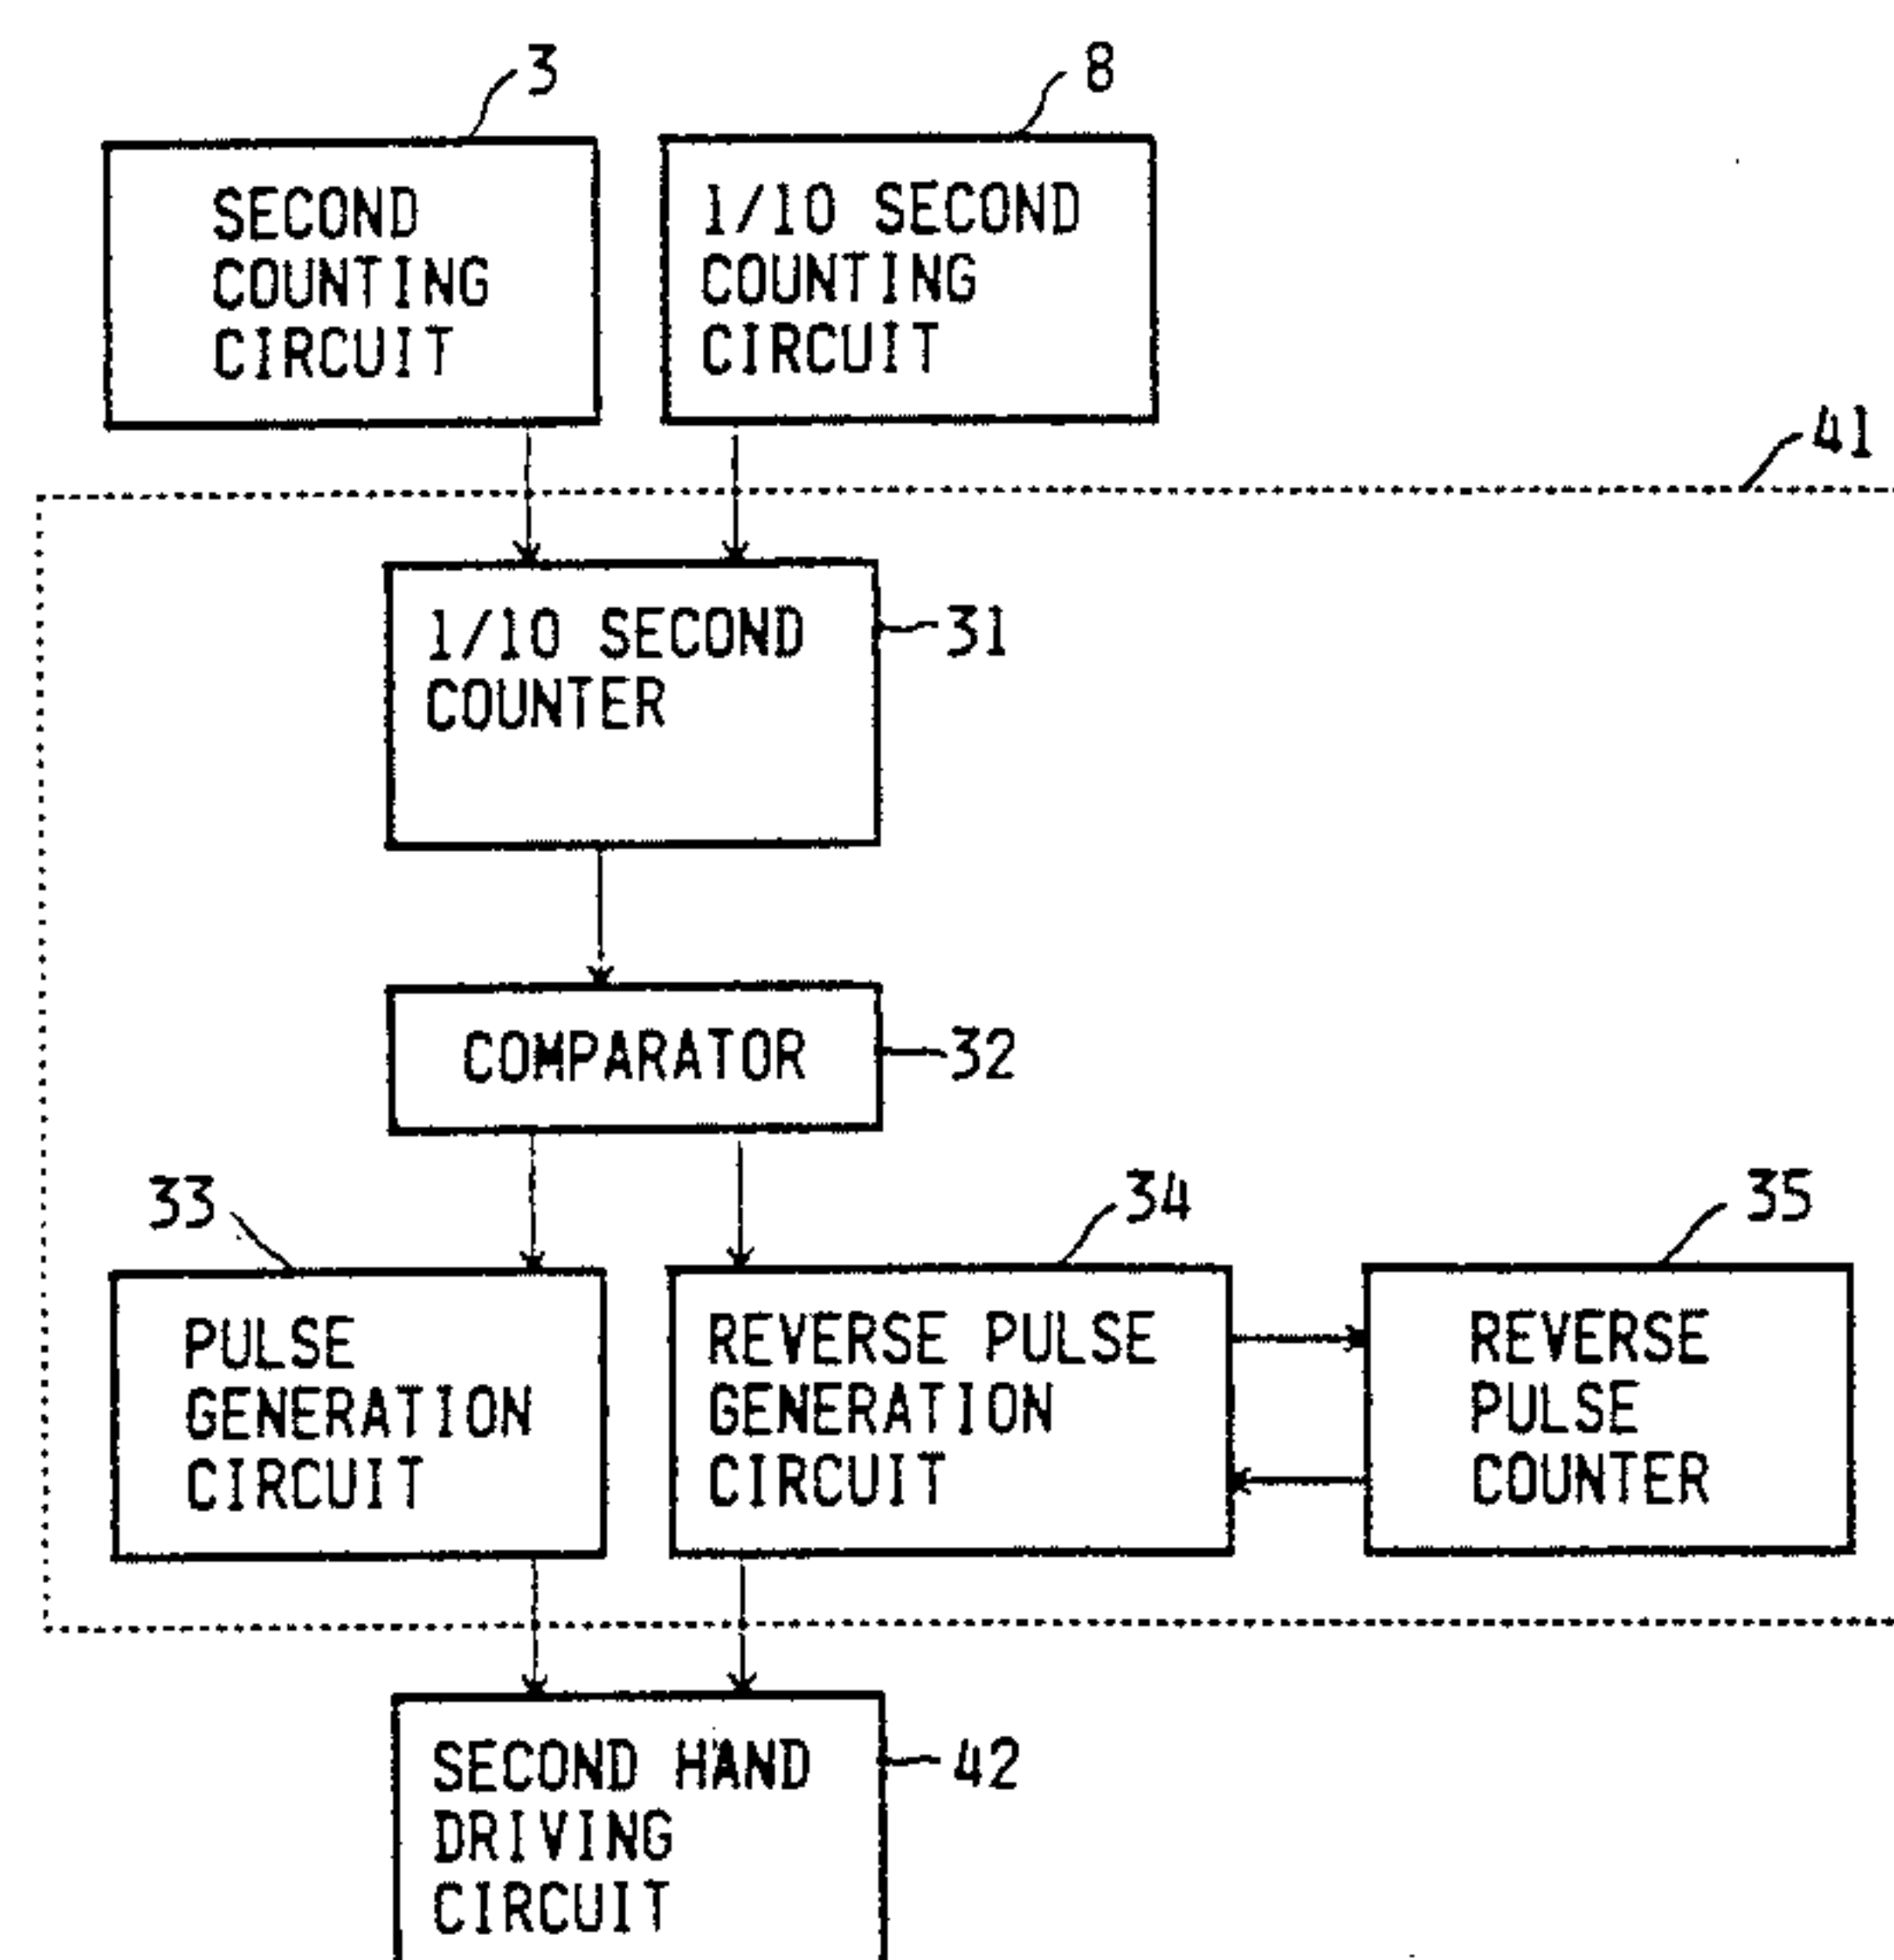 3
8
SECOND
COUNTING
CIRCUIT
1/10 SECOND
COUNTING
CIRCUIT
41
1/10 SECOND
COUNTER
31
COMPARATOR
32
33
34
35
PULSE
GENERATION
CIRCUIT
REVERSE PULSE
GENERATION
CIRCUIT
REVERSE
PULSE
COUNTER
SECOND HAND
DRIVING
CIRCUIT
42